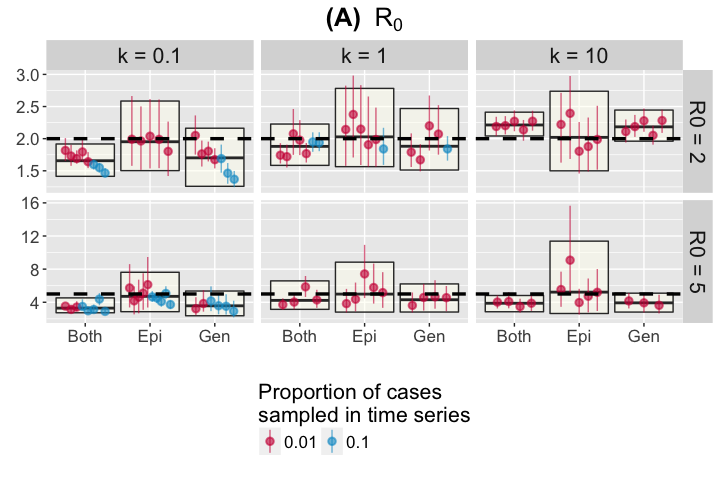 (A) R0
k = 0.1 k = 1 k = 10
3.0
2.5
2.0
1.5
R0 = 2
16
12
8
4
R0 = 5
Both Epi Gen Both Epi Gen Both Epi Gen
Proportion of cases
sampled in time series
0.01 0.1